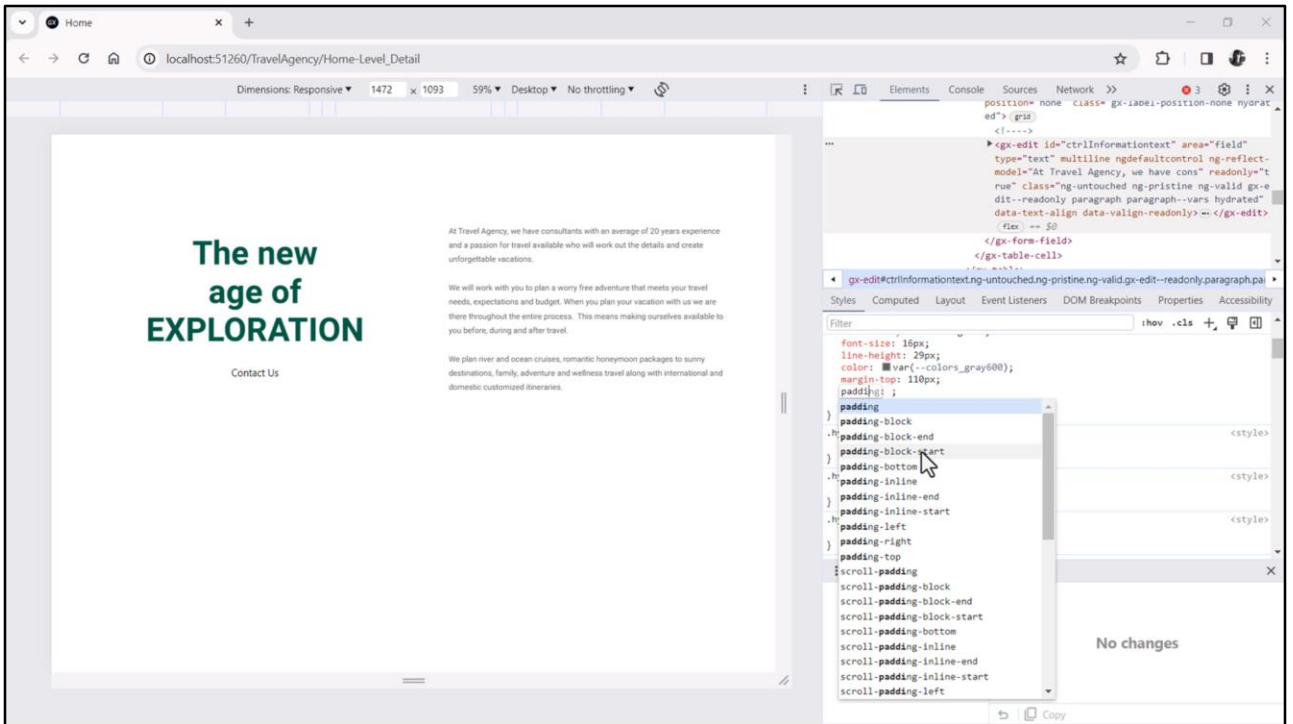 Home
localhost:51260/TravelAgency/Home-Level_Detail
Dimensions: Responsive ▼ 1472 × 1093 59% ▼ Desktop ▼ No throttling ▼
The new
age of
EXPLORATION
Contact Us
At Travel Agency, we have consultants with an average of 20 years experience
and a passion for travel available who will work out the details and create
unforgettable vacations.
We will work with you to plan a worry free adventure that meets your travel
needs, expectations and budget. When you plan your vacation with us we are
there throughout the entire process. This means making ourselves available to
you before, during and after travel.
We plan river and ocean cruises, romantic honeymoon packages to sunny
destinations, family, adventure and wellness travel along with international and
domestic customized itineraries.
Elements Console Sources Network >> 3
position= none class= gx-label-position-none hydrat
ed"> grid
<!---->
<gx-edit id="ctrlInformationtext" area="field"
type="text" multiline ngdefaultcontrol ng-reflect-
model="At Travel Agency, we have cons" readonly="t
rue" class="ng-untouched ng-pristine ng-valid gx-e
dit--readonly paragraph paragraph--vars hydrated"
data-text-align data-valign-readonly> … </gx-edit>
flex == $0
</gx-form-field>
</gx-table-cell>
gx-edit#ctrlInformationtext.ng-untouched.ng-pristine.ng-valid.gx-edit--readonly.paragraph.pa
Styles Computed Layout Event Listeners DOM Breakpoints Properties Accessibility
Filter :hov .cls
font-size: 16px;
line-height: 29px;
color: var(--colors_gray600);
margin-top: 110px;
padding: ;
padding
}
padding-block
.h padding-block-end <style>
padding-block-start
}
padding-bottom
.h padding-inline <style>
padding-inline-end
}
padding-inline-start
.h padding-left <style>
padding-right
}
padding-top
scroll-padding
scroll-padding-block
scroll-padding-block-end
scroll-padding-block-start
scroll-padding-bottom
scroll-padding-inline
scroll-padding-inline-end
scroll-padding-inline-start
scroll-padding-left
No changes
Copy